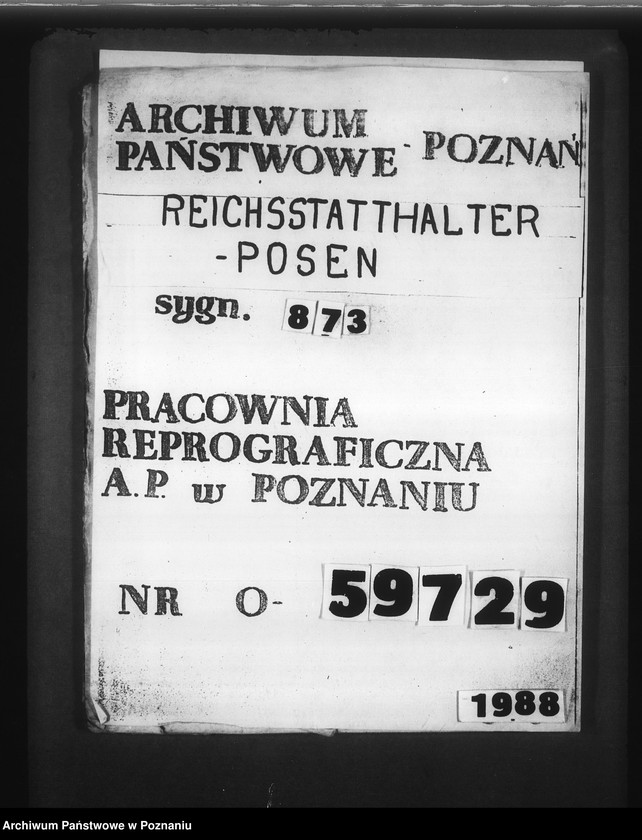 ARCHIWUM
PAŃSTWOWE - POZNAŃ
REICHSSTATTHALTER
-POSEN
sygn. 873
PRACOWNIA
REPROGRAFICZNA
A.P. w POZNANIU
NR O- 59729
1988
Archiwum Państwowe w Poznaniu